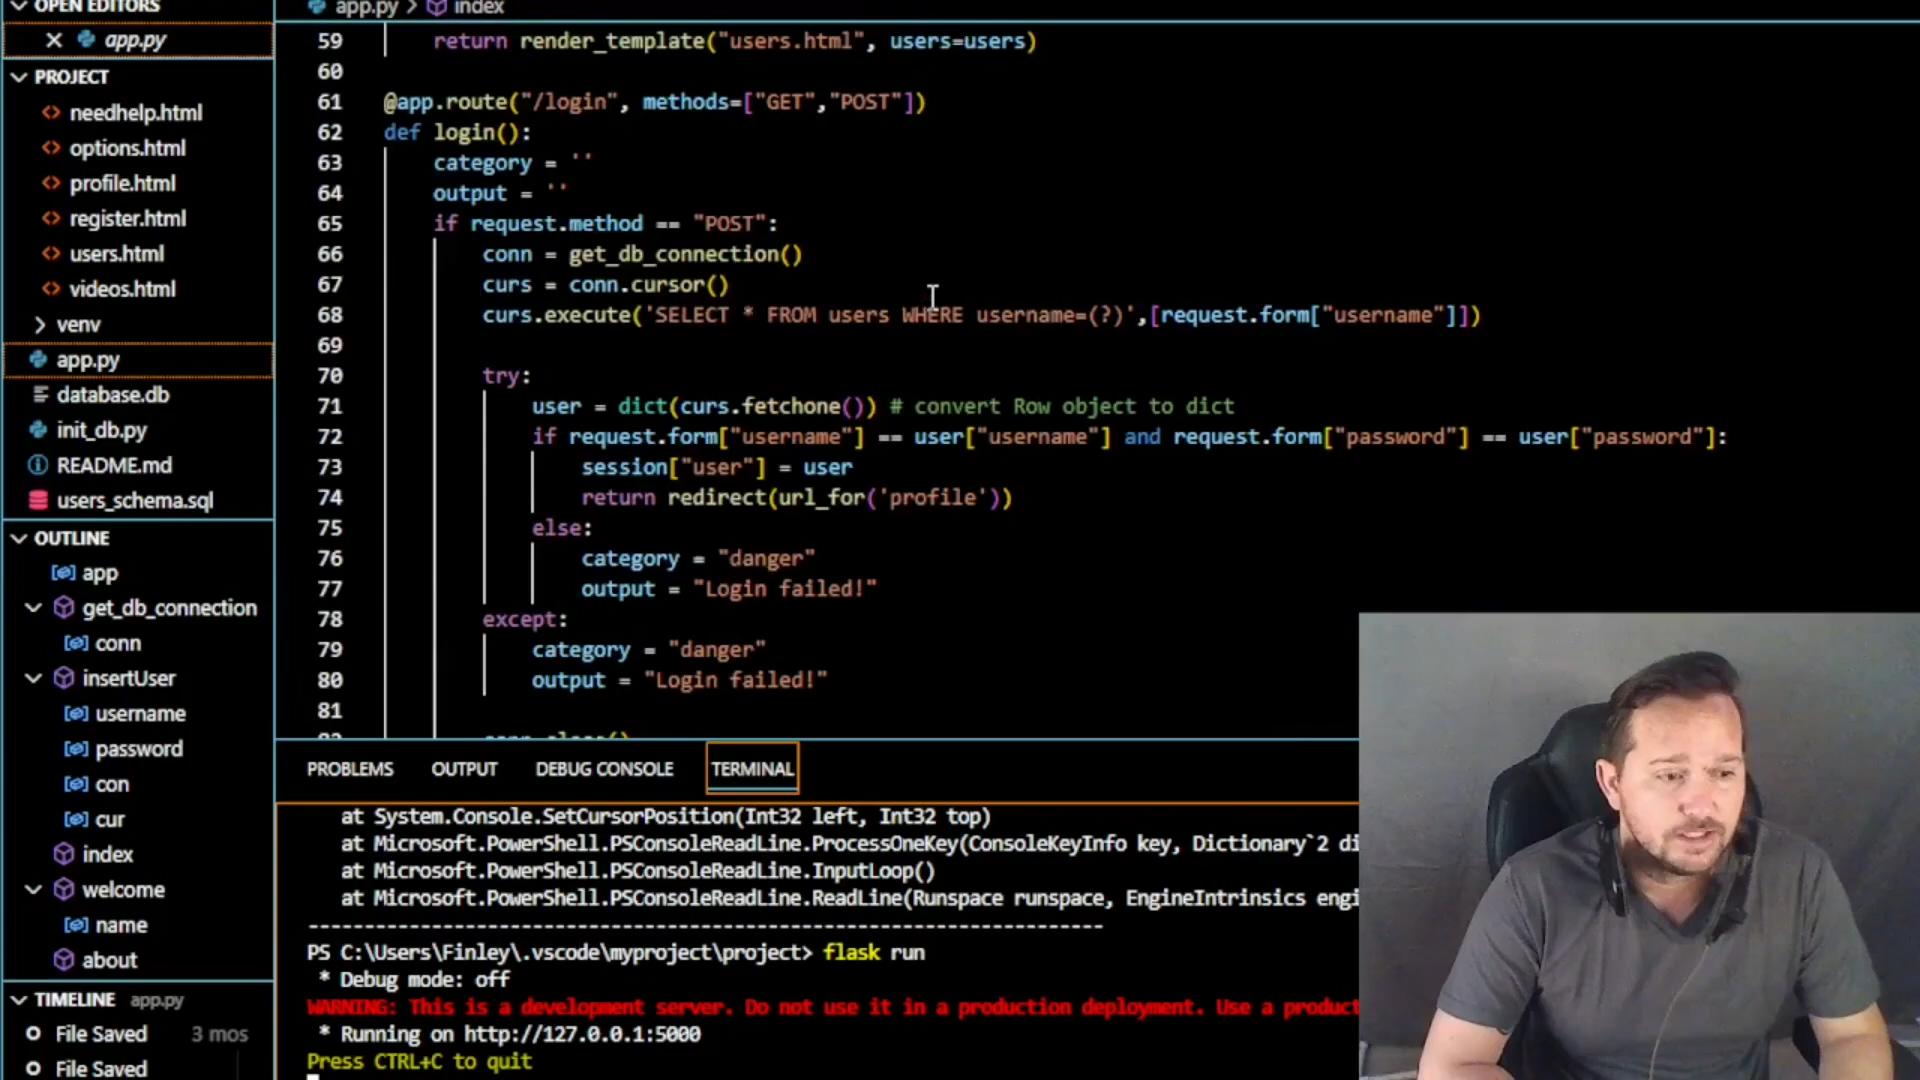 OPEN EDITORS
app.py
PROJECT
needhelp.html
options.html
profile.html
register.html
users.html
videos.html
venv
app.py
database.db
init_db.py
README.md
users_schema.sql
OUTLINE
app
get_db_connection
conn
insertUser
username
password
con
cur
index
welcome
name
about
TIMELINE app.py
File Saved 3 mos
File Saved
app.py > index
59 return render_template("users.html", users=users)
60
61 @app.route("/login", methods=["GET","POST"])
62 def login():
63 category = ''
64 output = ''
65 if request.method == "POST":
66 conn = get_db_connection()
67 curs = conn.cursor()
68 curs.execute('SELECT * FROM users WHERE username=(?)',[request.form["username"]])
69
70 try:
71 user = dict(curs.fetchone()) # convert Row object to dict
72 if request.form["username"] == user["username"] and request.form["password"] == user["password"]:
73 session["user"] = user
74 return redirect(url_for('profile'))
75 else:
76 category = "danger"
77 output = "Login failed!"
78 except:
79 category = "danger"
80 output = "Login failed!"
81
PROBLEMS OUTPUT DEBUG CONSOLE TERMINAL
at System.Console.SetCursorPosition(Int32 left, Int32 top)
at Microsoft.PowerShell.PSConsoleReadLine.ProcessOneKey(ConsoleKeyInfo key, Dictionary`2 di
at Microsoft.PowerShell.PSConsoleReadLine.InputLoop()
at Microsoft.PowerShell.PSConsoleReadLine.ReadLine(Runspace runspace, EngineIntrinsics engi
-----------------------------------------------------------------------
PS C:\Users\Finley\.vscode\myproject\project> flask run
* Debug mode: off
WARNING: This is a development server. Do not use it in a production deployment. Use a product
* Running on http://127.0.0.1:5000
Press CTRL+C to quit